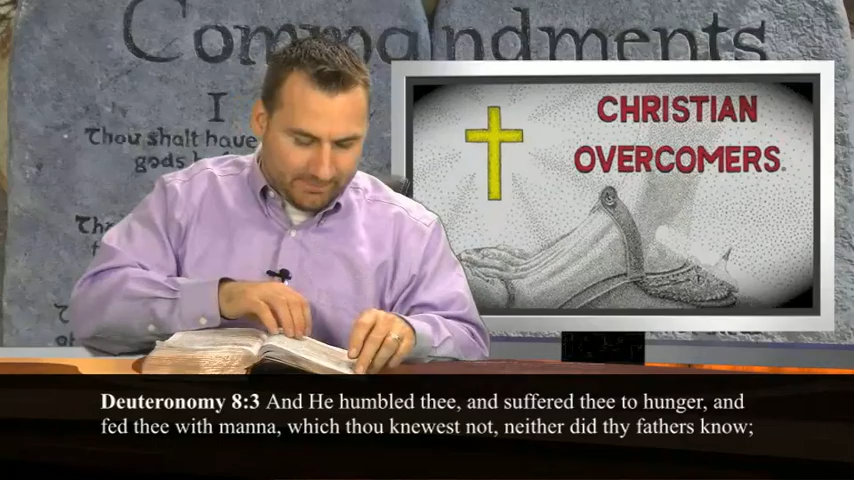 Commandments
I
Thou shalt have
gods
CHRISTIAN
OVERCOMERS.
Deuteronomy 8:3 And He humbled thee, and suffered thee to hunger, and
fed thee with manna, which thou knewest not, neither did thy fathers know;